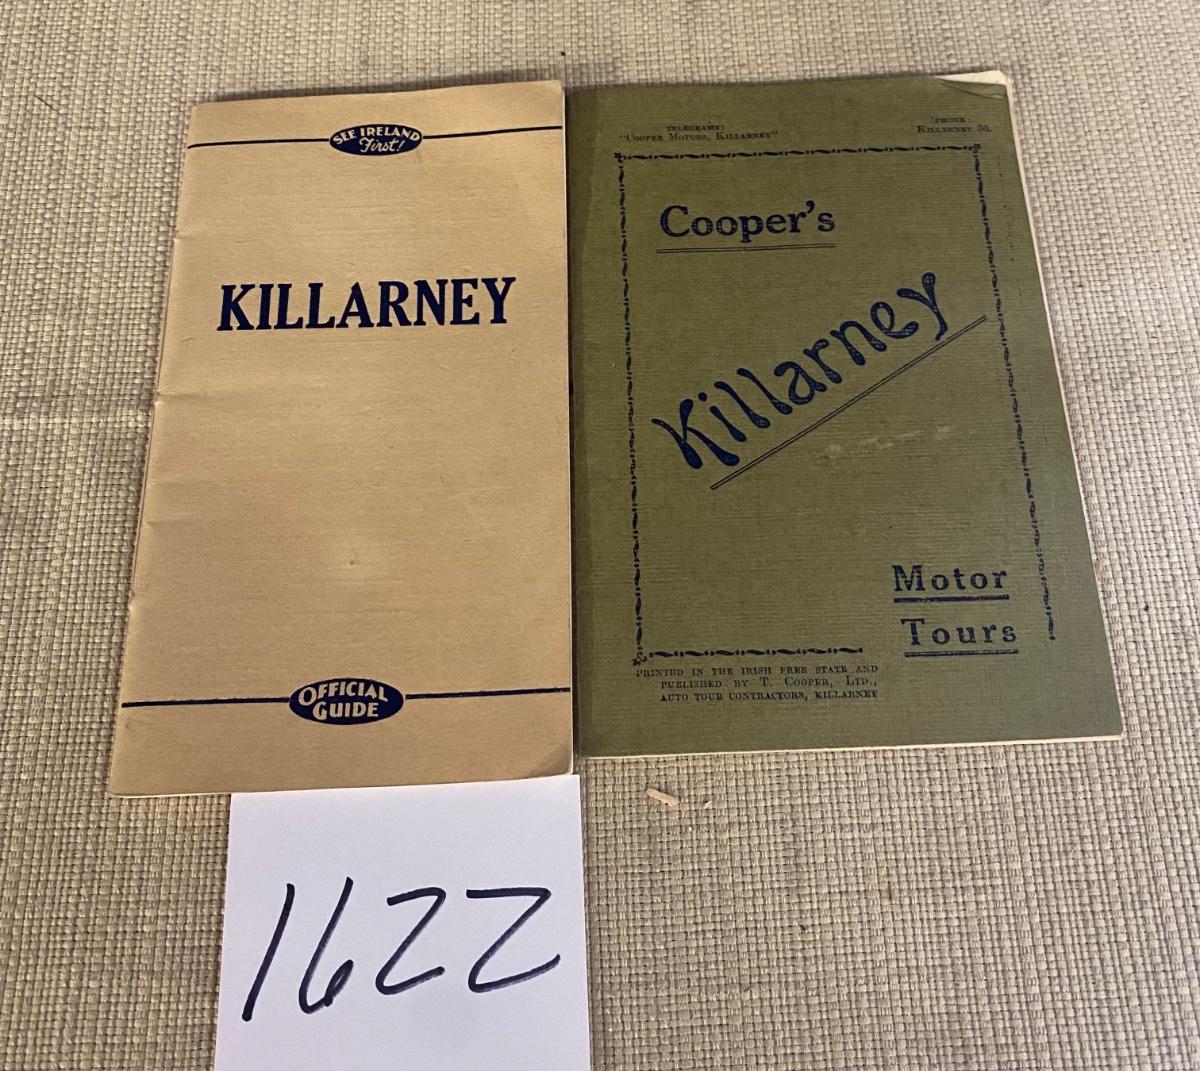 SEE IRELAND
First!
KILLARNEY
OFFICIAL
GUIDE
TELEGRAMS:
"COOPER MOTORS, KILLARNEY"
'PHONE:
KILLARNEY 50.
Cooper's
Killarney
Motor
Tours
PRINTED IN THE IRISH FREE STATE AND
PUBLISHED BY T. COOPER, LTD.,
AUTO TOUR CONTRACTORS, KILLARNEY
1622